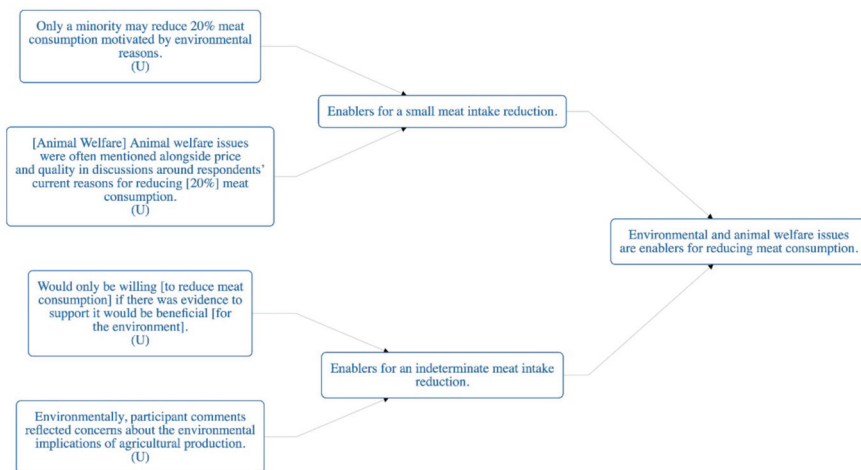 Only a minority may reduce 20% meat
consumption motivated by environmental
reasons.
(U)
Enablers for a small meat intake reduction.
[Animal Welfare] Animal welfare issues
were often mentioned alongside price
and quality in discussions around respondents'
current reasons for reducing [20%] meat
consumption.
(U)
Environmental and animal welfare issues
are enablers for reducing meat consumption.
Would only be willing [to reduce meat
consumption] if there was evidence to
support it would be beneficial [for
the environment].
(U)
Enablers for an indeterminate meat intake
reduction.
Environmentally, participant comments
reflected concerns about the environmental
implications of agricultural production.
(U)